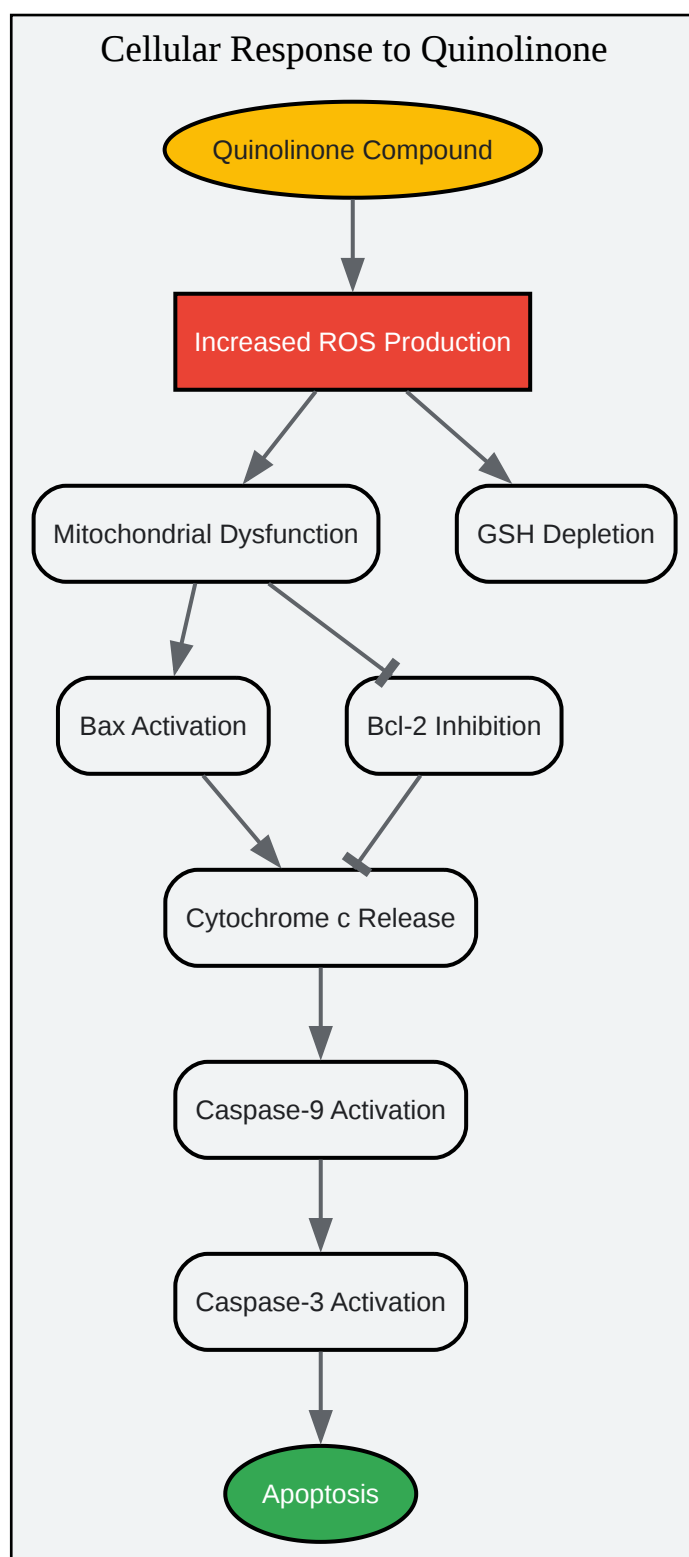 Cellular Response to Quinolinone
Quinolinone Compound
Increased ROS Production
Mitochondrial Dysfunction
GSH Depletion
Bax Activation
Bcl-2 Inhibition
Cytochrome c Release
Caspase-9 Activation
Caspase-3 Activation
Apoptosis